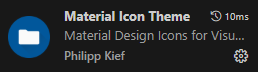 Material Icon Theme 10ms
Material Design Icons for Visu...
Philipp Kief